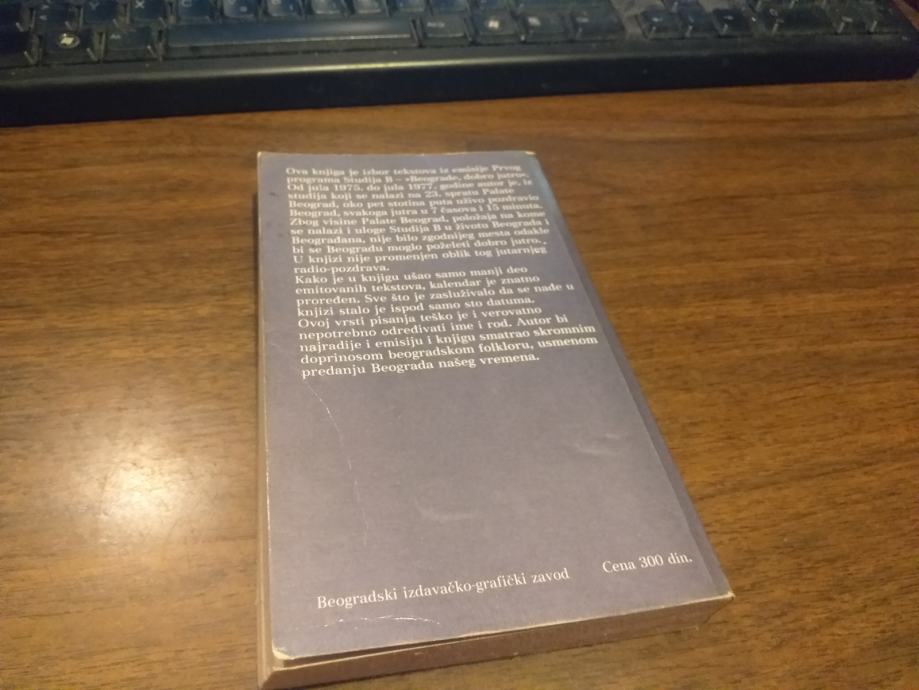 Ova knjiga je izbor tekstova iz emisije Prvog
programa Studija B – »Beograde, dobro jutro«.
Od jula 1975. do jula 1977. godine autor je, iz
studija koji se nalazi na 23. spratu Palate
Beograd, oko pet stotina puta uživo pozdravio
Beograd, svakoga jutra u 7 časova i 15 minuta.
Zbog visine Palate Beograd, položaja na kome
se nalazi i uloge Studija B u životu Beograda i
Beograđana, nije bilo zgodnijeg mesta odakle
bi se Beogradu moglo poželeti dobro jutro.
U knjizi nije promenjen oblik tog jutarnjeg
radio-pozdrava.
Kako je u knjigu ušao samo manji deo
emitovanih tekstova, kalendar je znatno
proređen. Sve što je zasluživalo da se nađe u
knjizi stalo je ispod samo sto datuma.
Ovoj vrsti pisanja teško je i verovatno
nepotrebno određivati ime i rod. Autor bi
najradije i emisiju i knjigu smatrao skromnim
doprinosom beogradskom folkloru, usmenom
predanju Beograda našeg vremena.
Beogradski izdavačko-grafički zavod Cena 300 din.